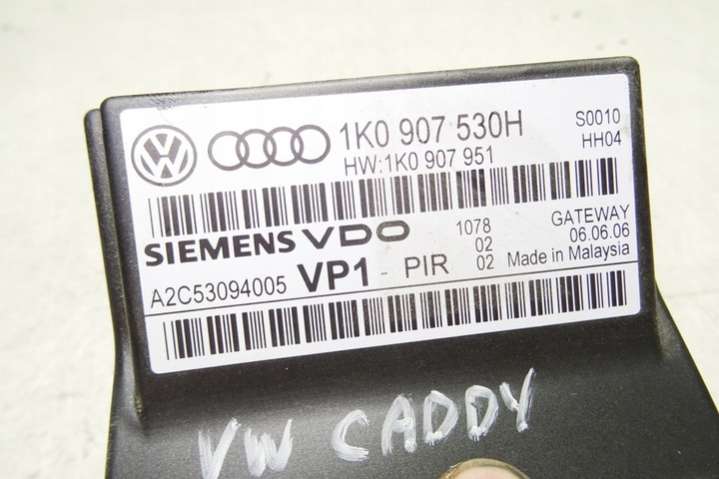 1K0 907 530H S0010
HW:1K0 907 951 HH04
SIEMENS VDO 1078 GATEWAY
02 06.06.06
A2C53094005 VP1 - PIR 02 Made in Malaysia
VW CADDY